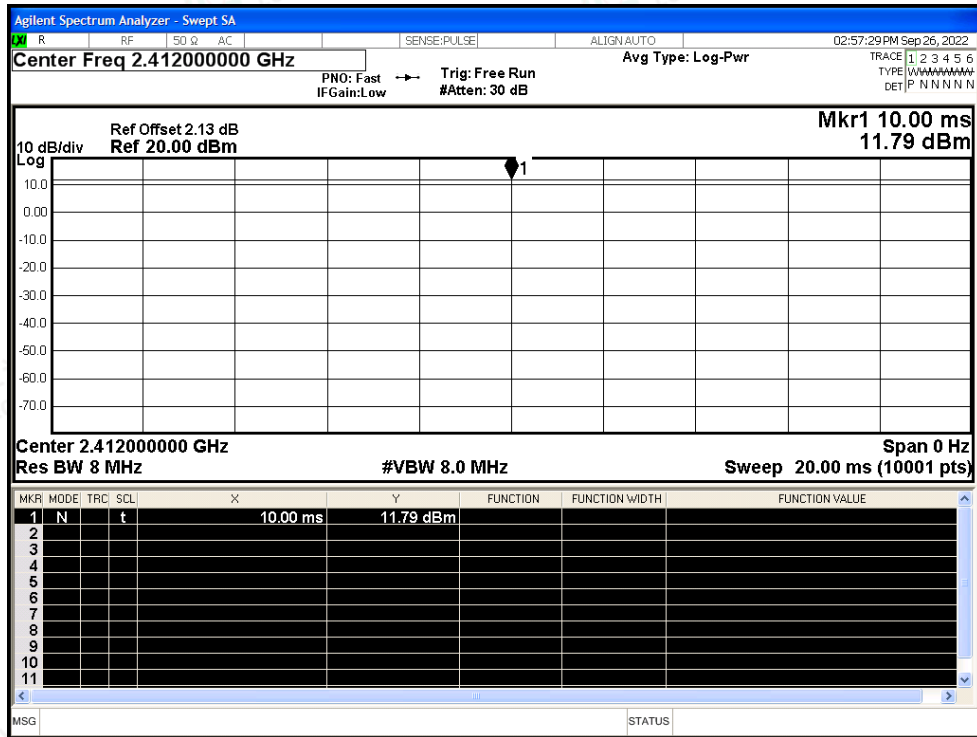 Agilent Spectrum Analyzer - Swept SA
LXI R RF 50 Ω AC SENSE:PULSE ALIGN AUTO 02:57:29 PM Sep 26, 2022
Center Freq 2.412000000 GHz
PNO: Fast
IFGain:Low
Trig: Free Run
#Atten: 30 dB
Avg Type: Log-Pwr
TRACE 1 2 3 4 5 6
TYPE WWWWWW
DET P N N N N N
Ref Offset 2.13 dB
10 dB/div Ref 20.00 dBm
Log
Mkr1 10.00 ms
11.79 dBm
1
10.0
0.00
-10.0
-20.0
-30.0
-40.0
-50.0
-60.0
-70.0
Center 2.412000000 GHz Span 0 Hz
Res BW 8 MHz #VBW 8.0 MHz Sweep 20.00 ms (10001 pts)
MKR MODE TRC SCL X Y FUNCTION FUNCTION WIDTH FUNCTION VALUE
1 N t 10.00 ms 11.79 dBm
2
3
4
5
6
7
8
9
10
11
MSG STATUS